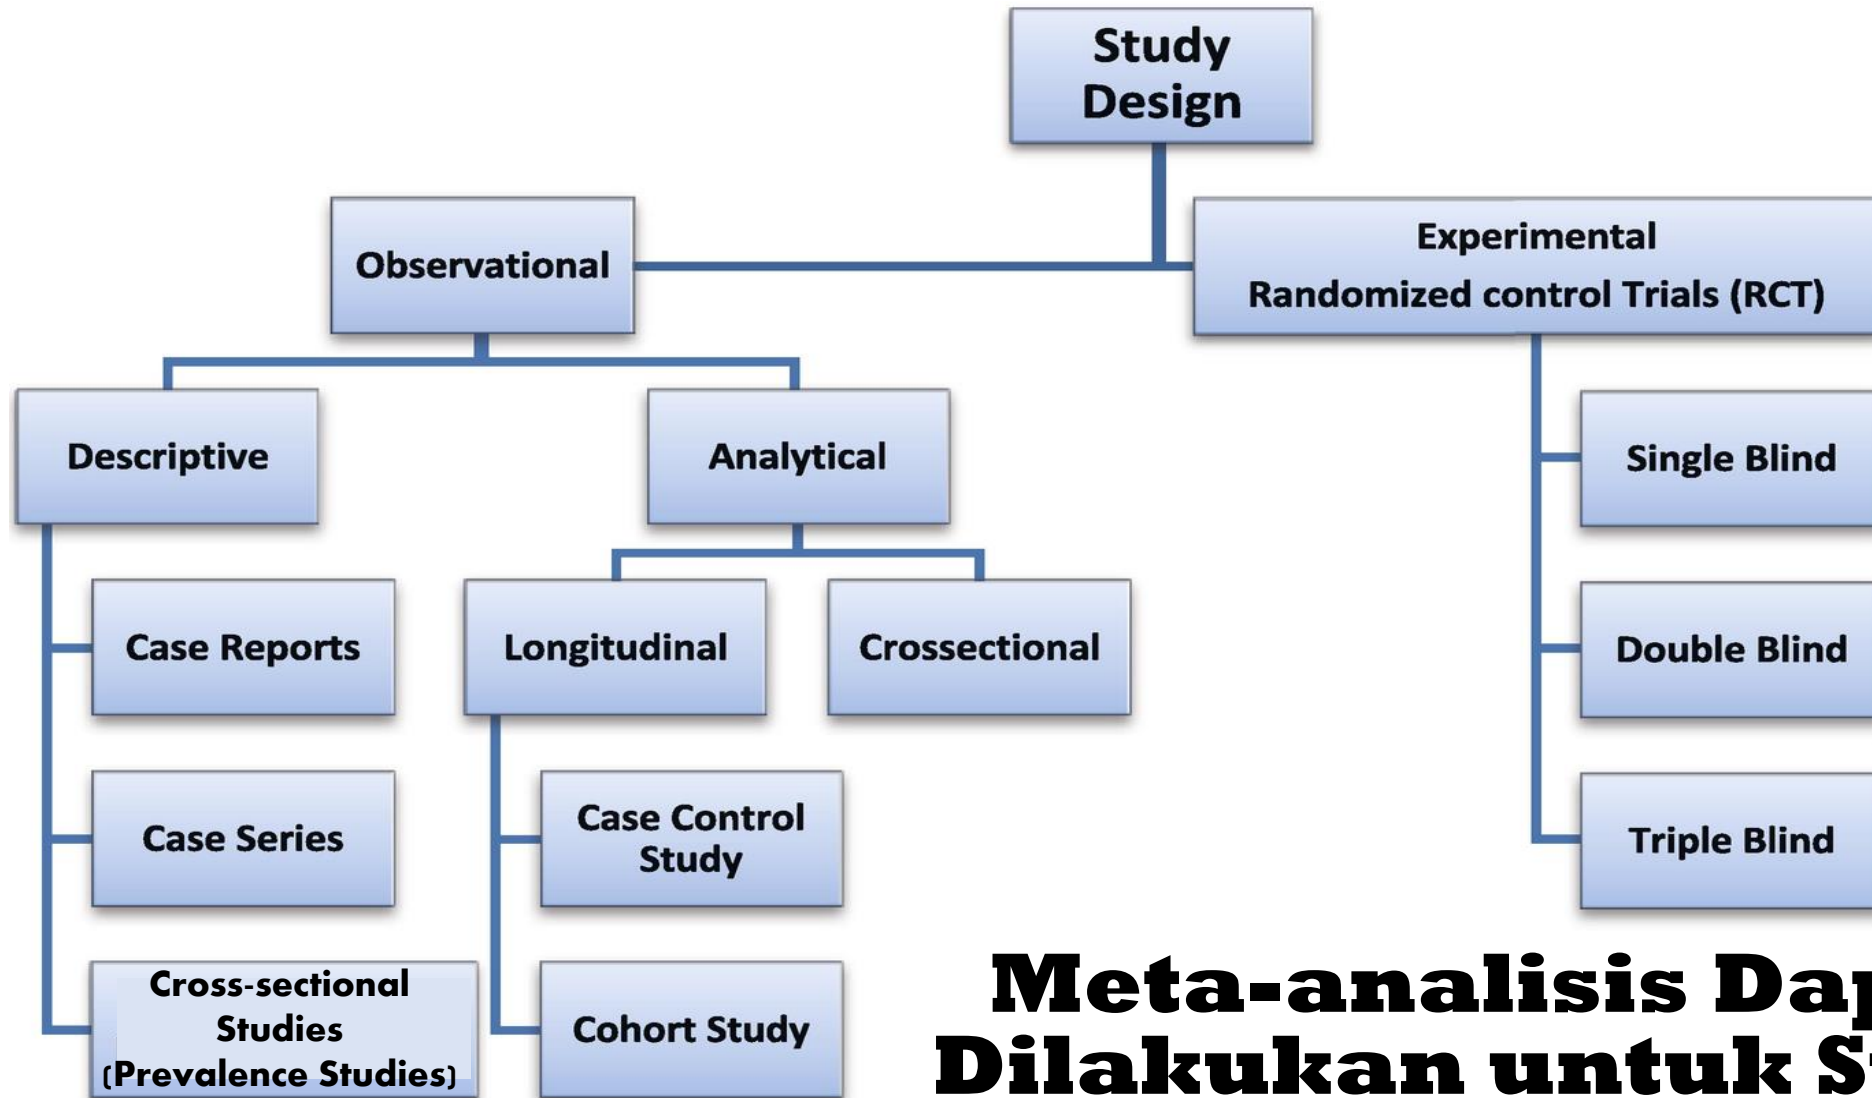 Study
Design
Observational
Experimental
Randomized control Trials (RCT)
Descriptive
Analytical
Single Blind
Case Reports
Longitudinal
Crossectional
Double Blind
Case Series
Case Control
Study
Triple Blind
Cross-sectional
Studies
(Prevalence Studies)
Cohort Study
Meta-analisis
Dilakukan untuk